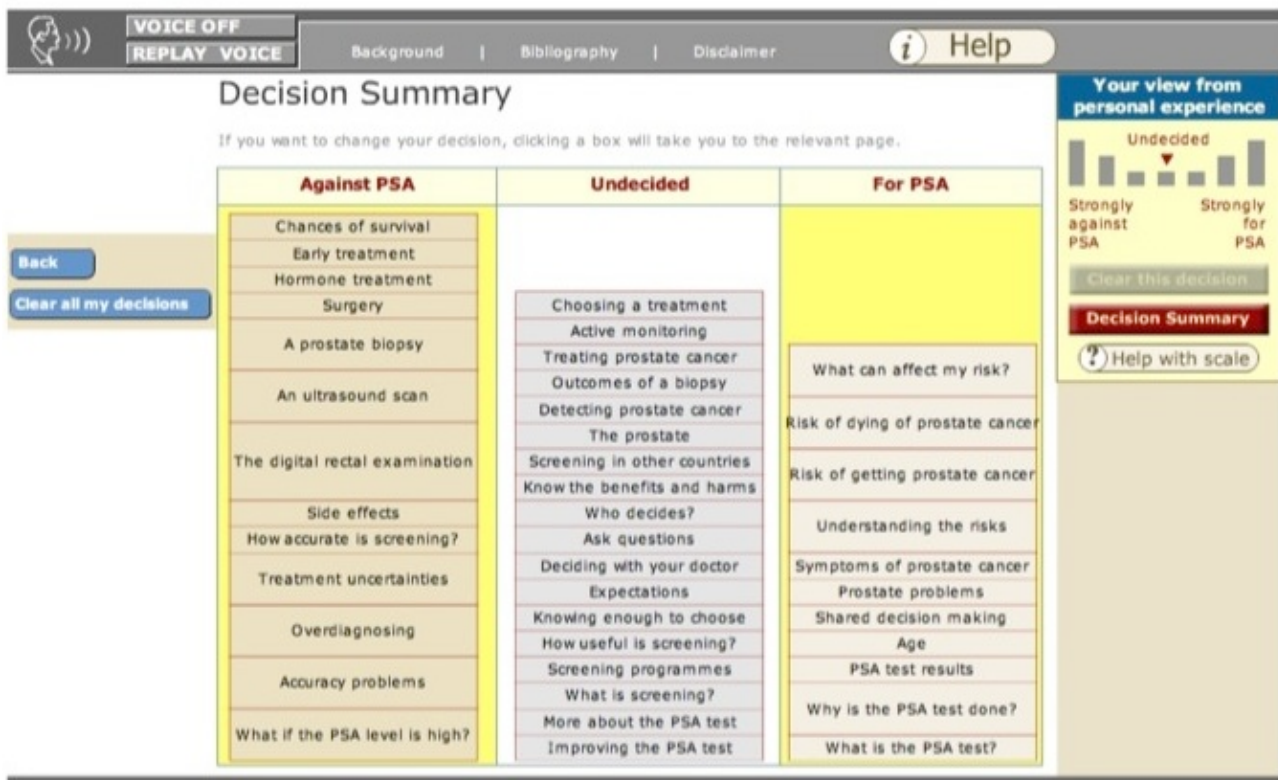 VOICE OFF
REPLAY VOICE
Background | Bibliography | Disclaimer
i Help
Decision Summary
If you want to change your decision, clicking a box will take you to the relevant page.
Back
Clear all my decisions
Against PSA
Chances of survival
Early treatment
Hormone treatment
Surgery
A prostate biopsy
An ultrasound scan
The digital rectal examination
Side effects
How accurate is screening?
Treatment uncertainties
Overdiagnosing
Accuracy problems
What if the PSA level is high?
Undecided
Choosing a treatment
Active monitoring
Treating prostate cancer
Outcomes of a biopsy
Detecting prostate cancer
The prostate
Screening in other countries
Know the benefits and harms
Who decides?
Ask questions
Deciding with your doctor
Expectations
Knowing enough to choose
How useful is screening?
Screening programmes
What is screening?
More about the PSA test
Improving the PSA test
For PSA
What can affect my risk?
Risk of dying of prostate cancer
Risk of getting prostate cancer
Understanding the risks
Symptoms of prostate cancer
Prostate problems
Shared decision making
Age
PSA test results
Why is the PSA test done?
What is the PSA test?
Your view from
personal experience
Undecided
Strongly
against
PSA
Strongly
for
PSA
Clear this decision
Decision Summary
? Help with scale